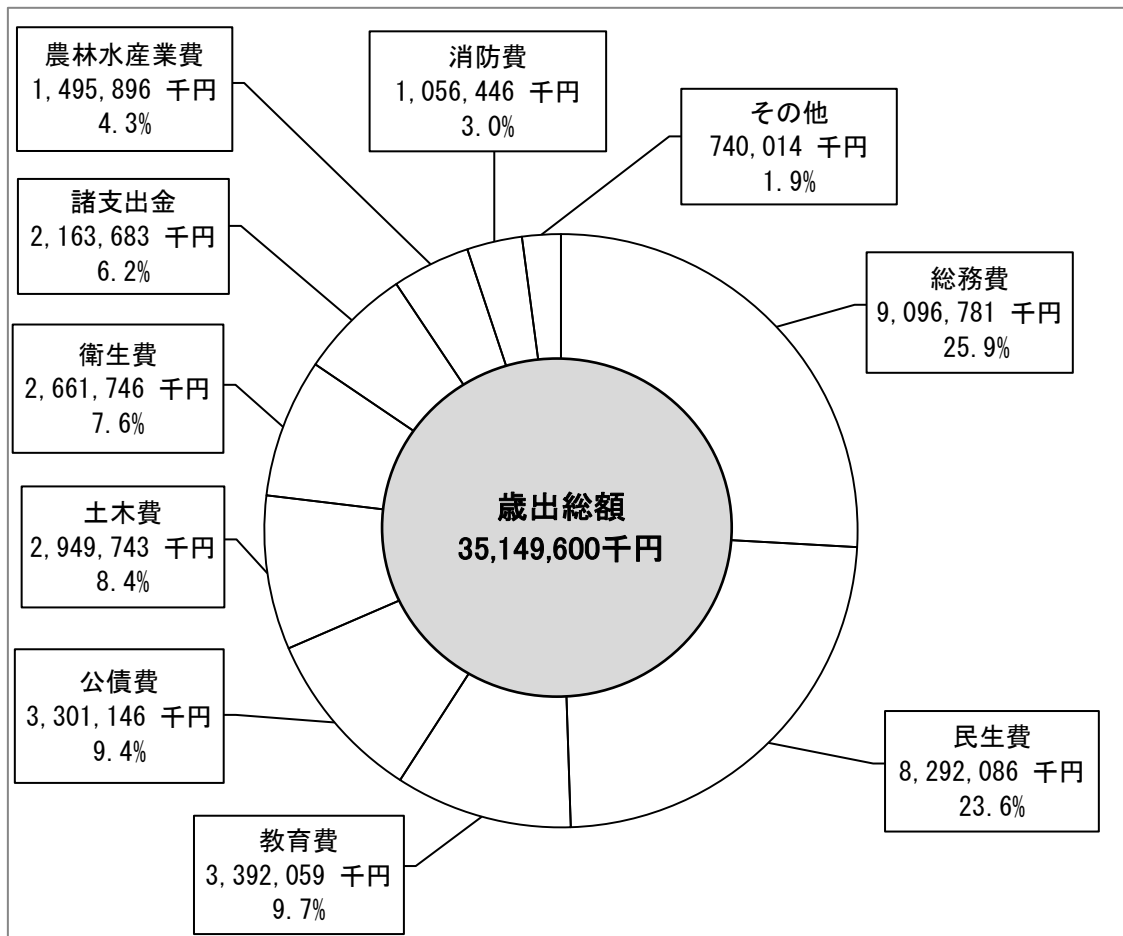 農林水産業費
1,495,896 千円
4.3%
消防費
1,056,446 千円
3.0%
その他
740,014 千円
1.9%
諸支出金
2,163,683 千円
6.2%
総務費
9,096,781 千円
25.9%
衛生費
2,661,746 千円
7.6%
歳出総額
35,149,600千円
土木費
2,949,743 千円
8.4%
公債費
3,301,146 千円
9.4%
民生費
8,292,086 千円
23.6%
教育費
3,392,059 千円
9.7%